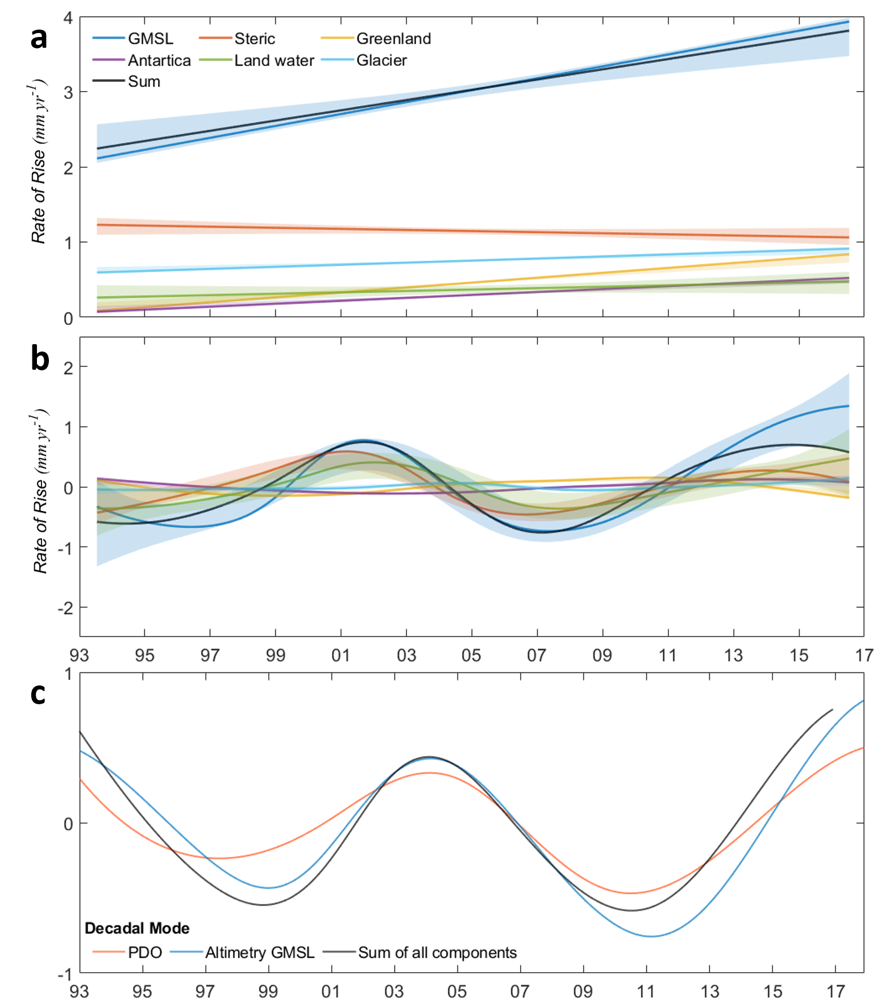 a
4
3
2
1
0
Rate of Rise (mm yr-1)
GMSL Steric Greenland
Antartica Land water Glacier
Sum
b
2
1
0
-1
-2
Rate of Rise (mm yr-1)
93 95 97 99 01 03 05 07 09 11 13 15 17
c
1
0
-1
Decadal Mode
PDO Altimetry GMSL Sum of all components
93 95 97 99 01 03 05 07 09 11 13 15 17